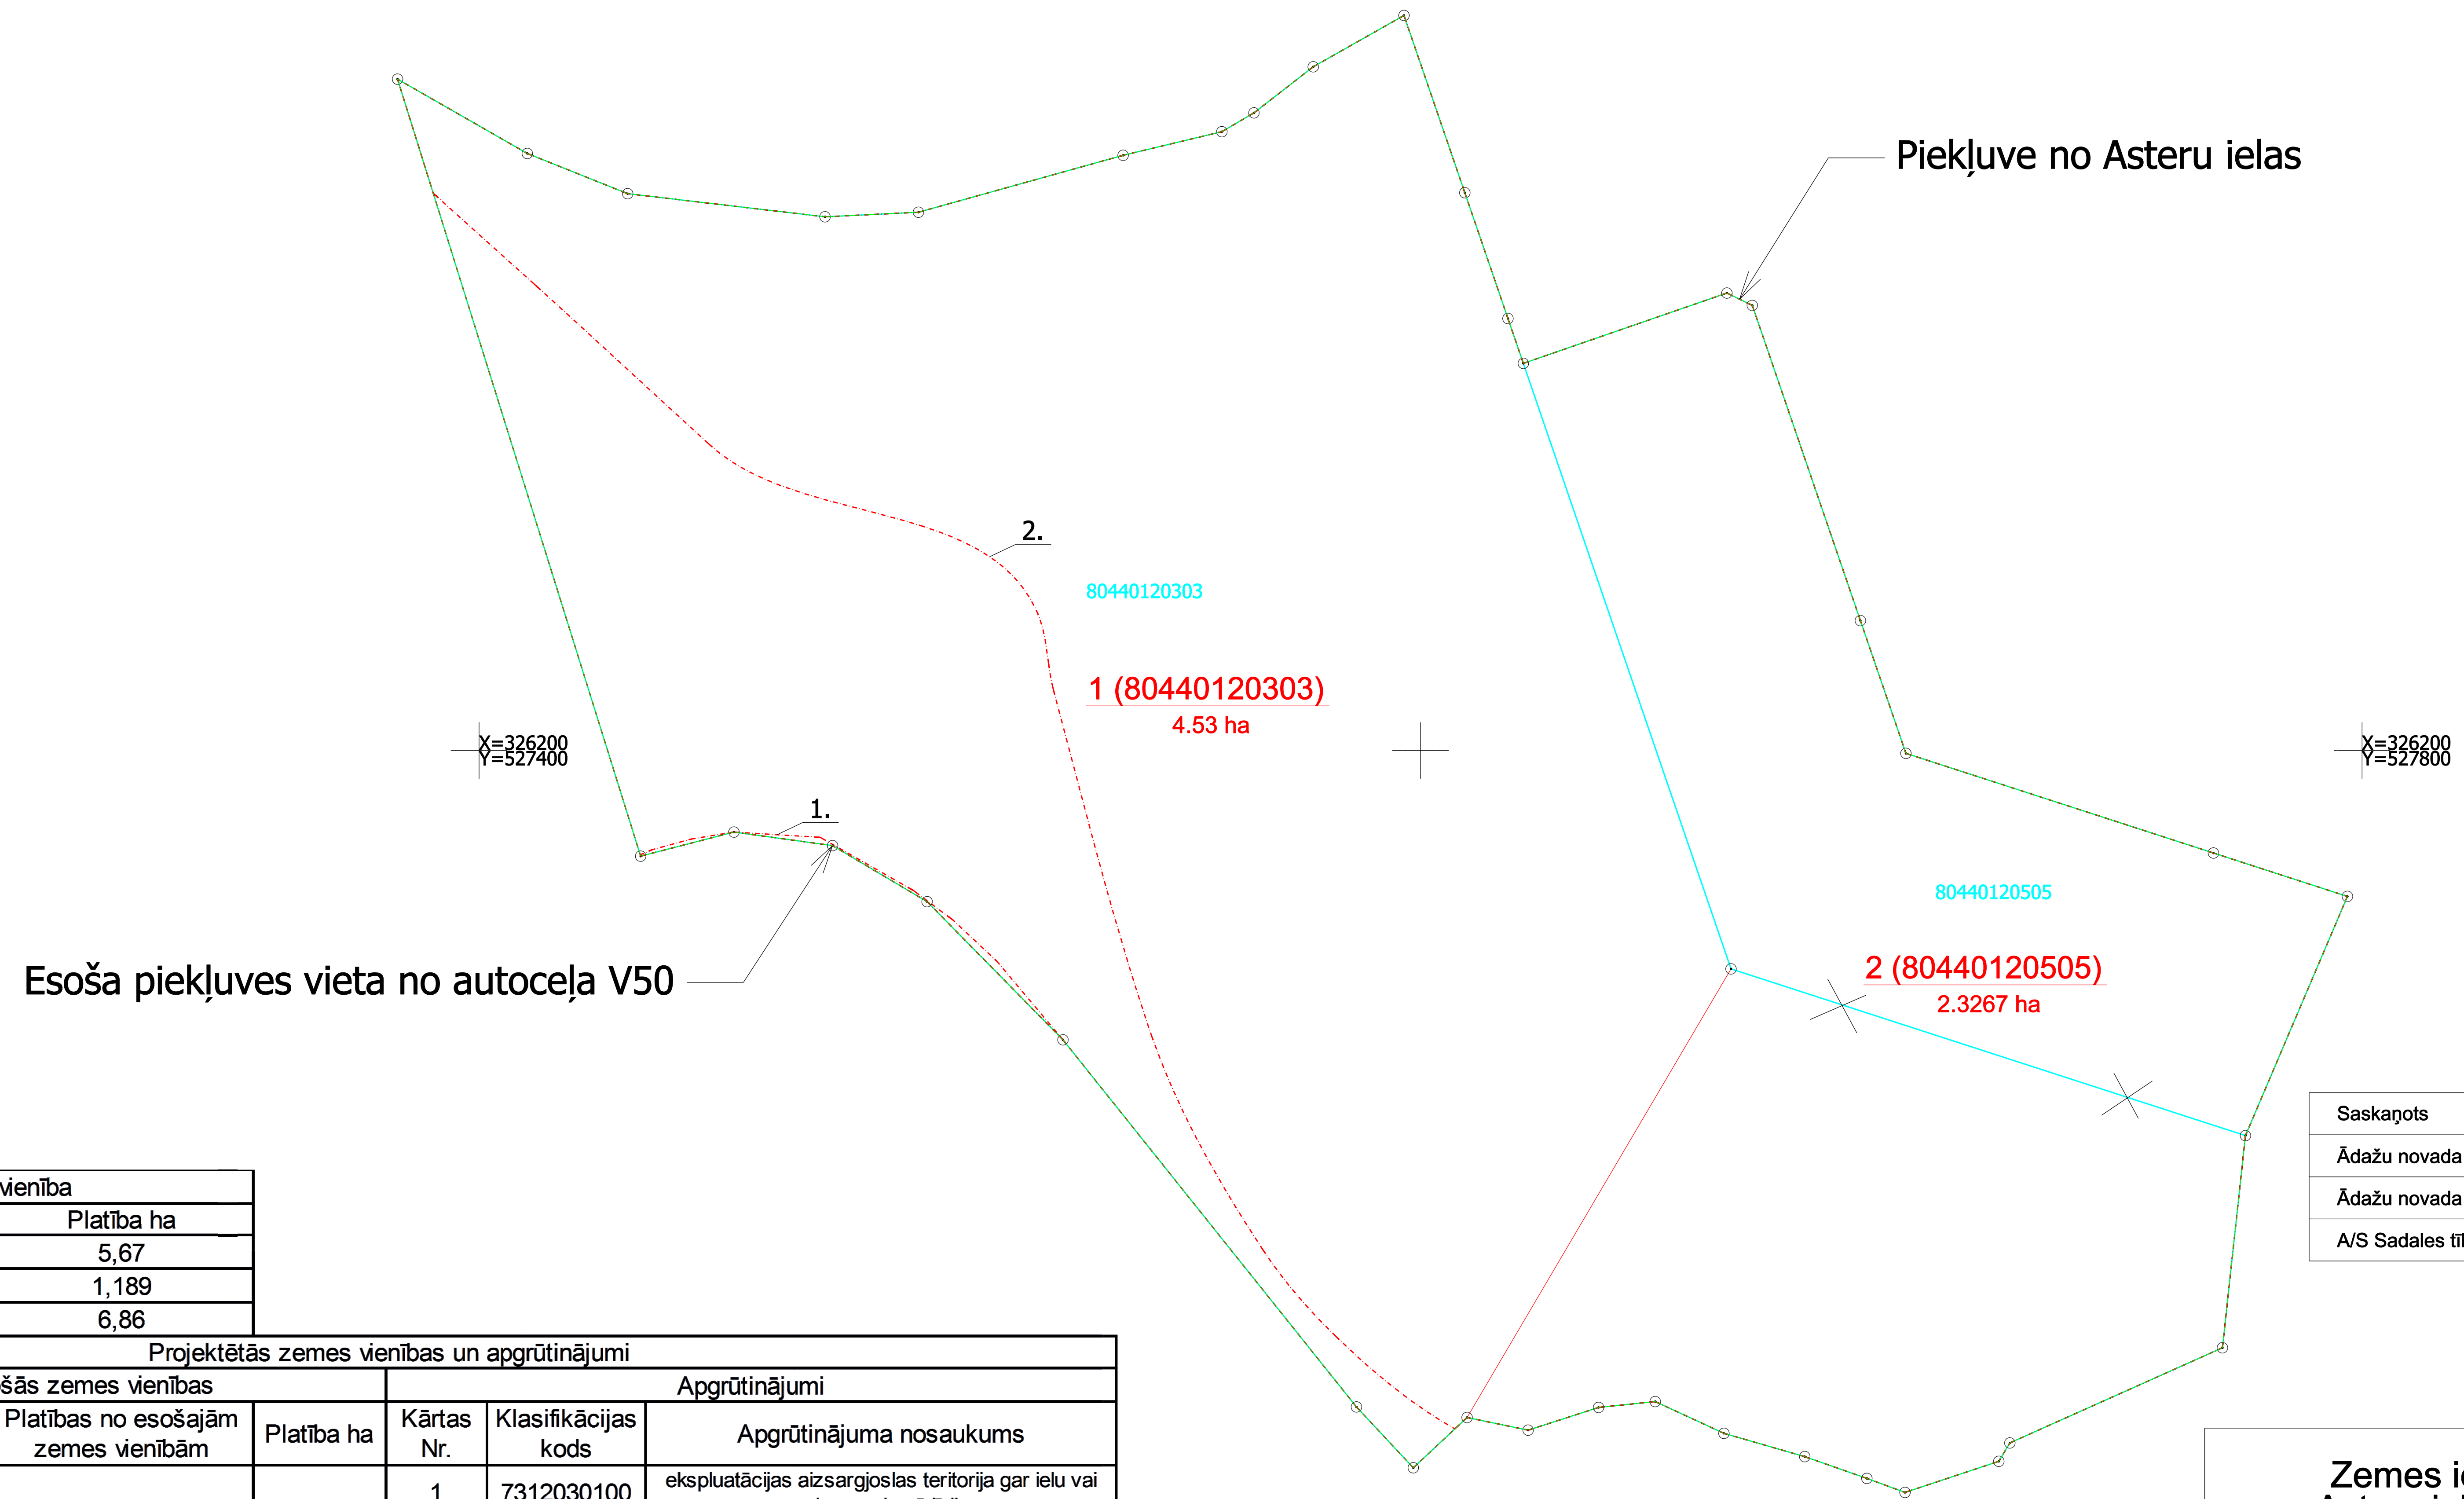 Piekļuve no Asteru ielas
2.
80440120303
1 (80440120303)
4.53 ha
X=326200
Y=527400
X=326200
Y=527800
1.
80440120505
2 (80440120505)
2.3267 ha
Esoša piekļuves vieta no autoceļa V50
Saskaņots
Ādažu novada
Ādažu novada
A/S Sadales
vienība
Platība ha
5,67
1,189
6,86
Projektētās zemes vienības un apgrūtinājumi
zemes vienības
Apgrūtinājumi
Platības no esošajām
zemes vienībām
Platība ha
Kārtas
Nr.
Klasifikācijas
kods
Apgrūtinājuma nosaukums
1
7312030100
ekspluatācijas aizsargjoslas teritorija gar ielu vai
Zemes